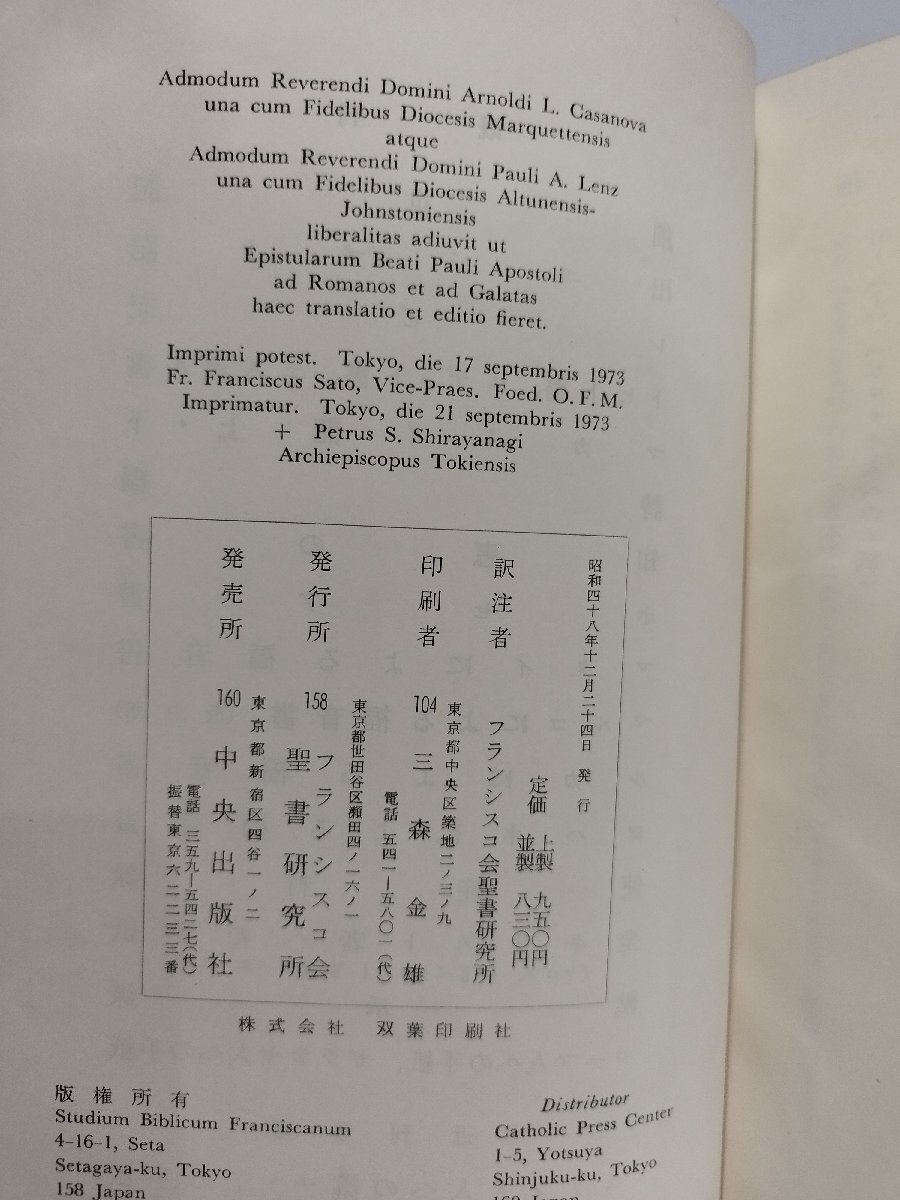 Admodum Reverendi Domini Arnoldi L. Casanova
una cum Fidelibus Diocesis Marquettensis
atque
Admodum Reverendi Domini Pauli A. Lenz
una cum Fidelibus Diocesis Altunensis-
Johnstoniensis
liberalitas adiuvit ut
Epistularum Beati Pauli Apostoli
ad Romanos et ad Galatas
haec translatio et editio fieret.
Imprimi potest. Tokyo, die 17 septembris 1973
Fr. Franciscus Sato, Vice-Praes. Foed. O.F.M.
Imprimatur. Tokyo, die 21 septembris 1973
+ Petrus S. Shirayanagi
Archiepiscopus Tokiensis
昭和四十八年十二月二十四日 発行
定価 上製 九五〇円
並製 八三〇円
訳注者 フランシスコ会聖書研究所
東京都中央区築地二ノ三ノ九
印刷者 104 三森金雄
電話 五四一―五八〇一(代)
東京都世田谷区瀬田四ノ一六ノ一
発行所 158 フランシスコ会
聖書研究所
東京都新宿区四谷一ノ二
発売所 160 中央出版社
電話 三五九―五四二七(代)
振替東京六二二三三番
株式会社 双葉印刷社
版権所有
Studium Biblicum Franciscanum
4-16-1, Seta
Setagaya-ku, Tokyo
158 Japan
Distributor
Catholic Press Center
1-5, Yotsuya
Shinjuku-ku, Tokyo
160 Japan